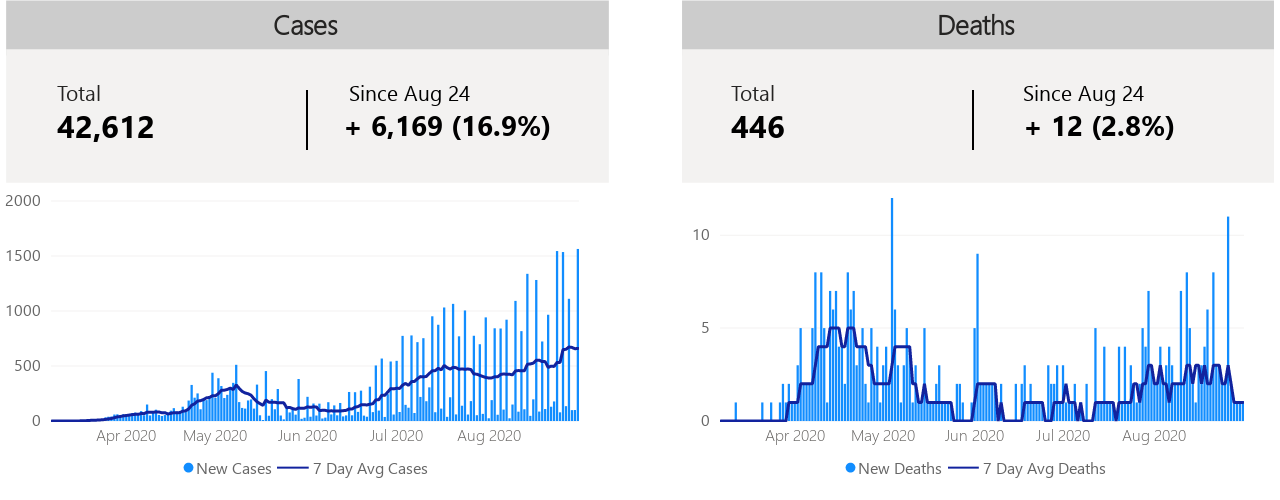 Cases
Total
42,612
Since Aug 24
+ 6,169 (16.9%)
2000
1500
1000
500
0
Apr 2020 May 2020 Jun 2020 Jul 2020 Aug 2020
New Cases 7 Day Avg Cases
Deaths
Total
446
Since Aug 24
+ 12 (2.8%)
10
5
0
Apr 2020 May 2020 Jun 2020 Jul 2020 Aug 2020
New Deaths 7 Day Avg Deaths